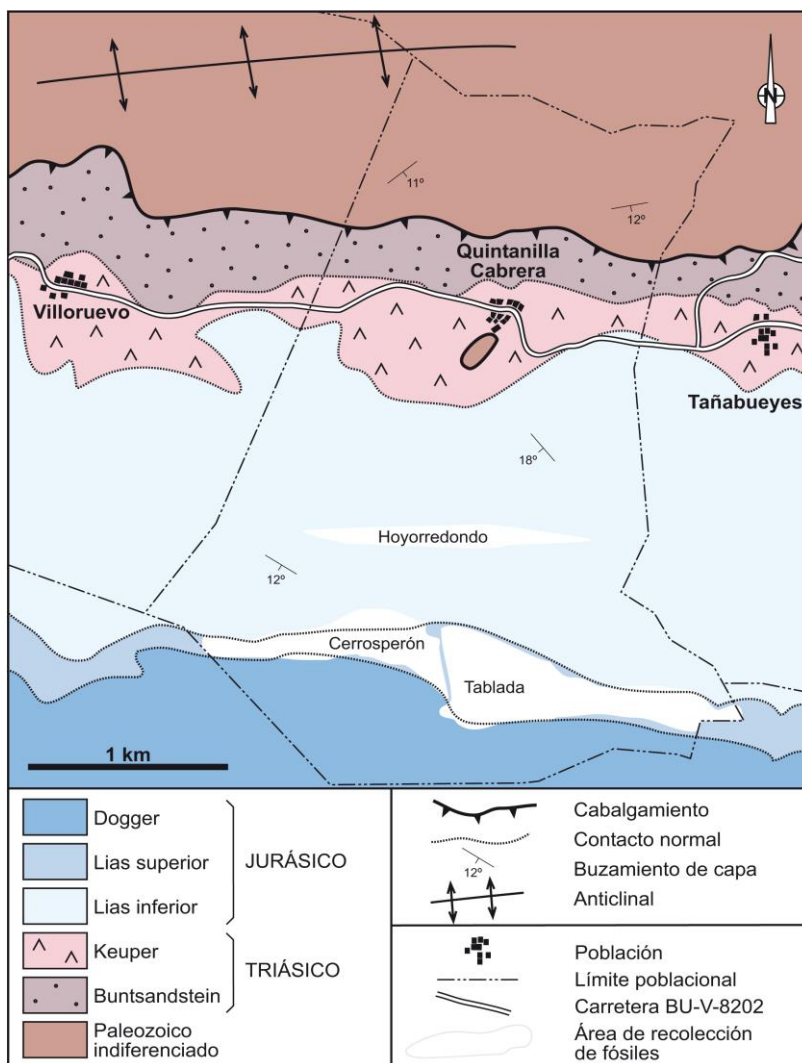 N
11º
12º
Quintanilla
Cabrera
Villoruevo
Tañabueyes
18º
Hoyorredondo
12º
Cerrosperón
Tablada
1 km
Dogger
Lias superior
Lias inferior
JURÁSICO
Keuper
Buntsandstein
TRIÁSICO
Paleozoico
indiferenciado
Cabalgamiento
Contacto normal
12º
Buzamiento de capa
Anticlinal
Población
Límite poblacional
Carretera BU-V-8202
Área de recolección
de fósiles